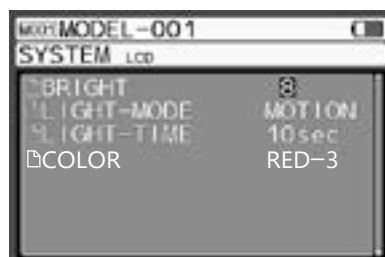 MODEL-001
SYSTEM LCD
BRIGHT 8
LIGHT-MODE MOTION
LIGHT-TIME 10sec
COLOR RED-3